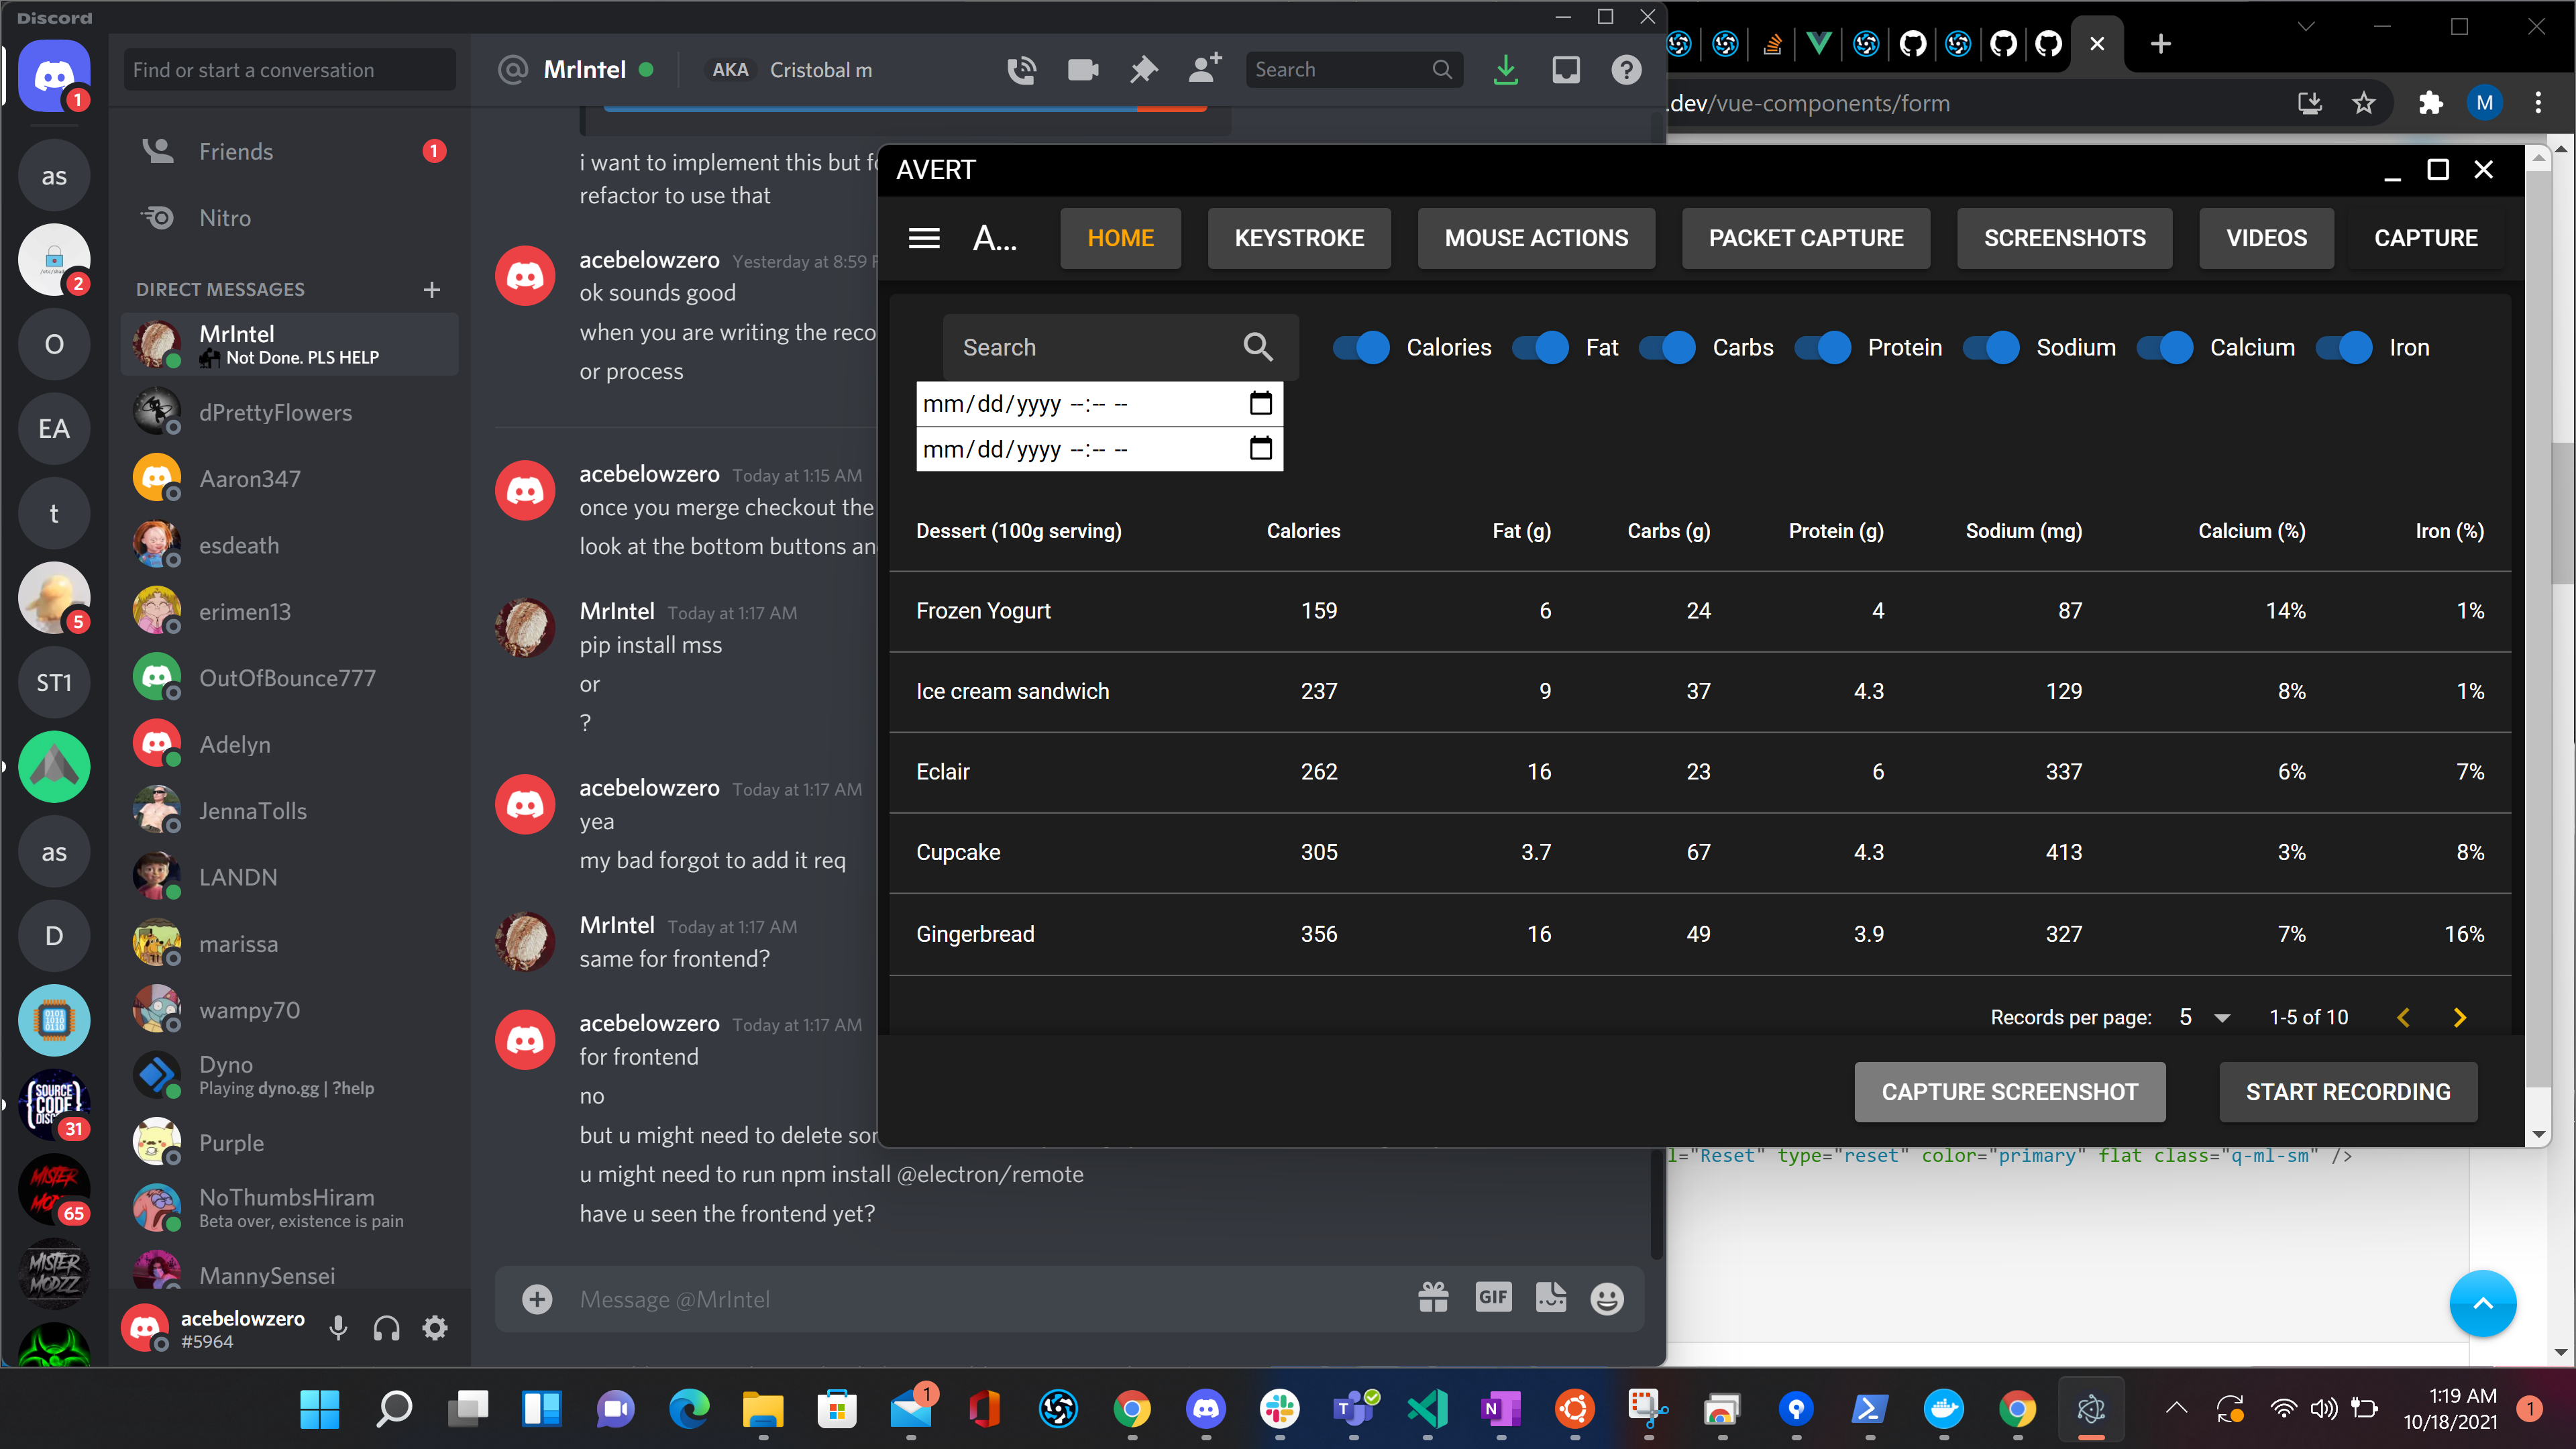 Discord
Find or start a conversation
Friends
1
Nitro
DIRECT MESSAGES
MrIntel
Not Done. PLS HELP
dPrettyFlowers
Aaron347
esdeath
erimen13
OutOfBounce777
Adelyn
JennaTolls
LANDN
marissa
wampy70
Dyno
Playing dyno.gg | ?help
Purple
NoThumbsHiram
Beta over, existence is pain
MannySensei
acebelowzero
#5964
1
as
2
O
EA
t
5
ST1
as
D
SOURCE
CODE
31
MISTER
65
MISTER
MODZZ
MrIntel
AKA Cristobal m
Search
i want to implement this but fo
refactor to use that
acebelowzero Yesterday at 8:59 P
ok sounds good
when you are writing the reco
or process
acebelowzero Today at 1:15 AM
once you merge checkout the
look at the bottom buttons an
MrIntel Today at 1:17 AM
pip install mss
or
?
acebelowzero Today at 1:17 AM
yea
my bad forgot to add it req
MrIntel Today at 1:17 AM
same for frontend?
acebelowzero Today at 1:17 AM
for frontend
no
but u might need to delete sor
u might need to run npm install @electron/remote
have u seen the frontend yet?
Message @MrIntel
GIF
.dev/vue-components/form
M
AVERT
A...
HOME
KEYSTROKE
MOUSE ACTIONS
PACKET CAPTURE
SCREENSHOTS
VIDEOS
CAPTURE
Search
Calories
Fat
Carbs
Protein
Sodium
Calcium
Iron
mm/dd/yyyy --:-- --
mm/dd/yyyy --:-- --
Dessert (100g serving) Calories Fat (g) Carbs (g) Protein (g) Sodium (mg) Calcium (%) Iron (%)
Frozen Yogurt 159 6 24 4 87 14% 1%
Ice cream sandwich 237 9 37 4.3 129 8% 1%
Eclair 262 16 23 6 337 6% 7%
Cupcake 305 3.7 67 4.3 413 3% 8%
Gingerbread 356 16 49 3.9 327 7% 16%
Records per page: 5 1-5 of 10
CAPTURE SCREENSHOT
START RECORDING
l="Reset" type="reset" color="primary" flat class="q-ml-sm" />
1
1:19 AM
10/18/2021
1